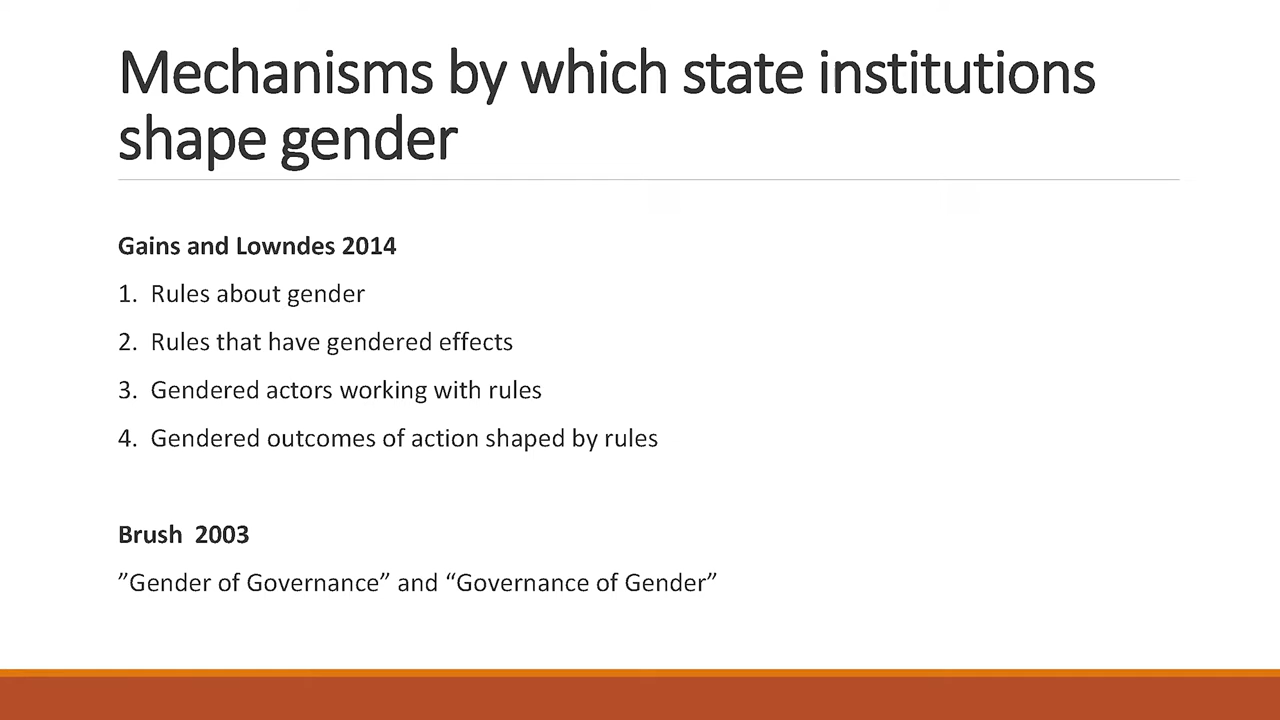 Mechanisms by which state institutions
shape gender
Gains and Lowndes 2014
1. Rules about gender
2. Rules that have gendered effects
3. Gendered actors working with rules
4. Gendered outcomes of action shaped by rules
Brush 2003
”Gender of Governance” and “Governance of Gender”